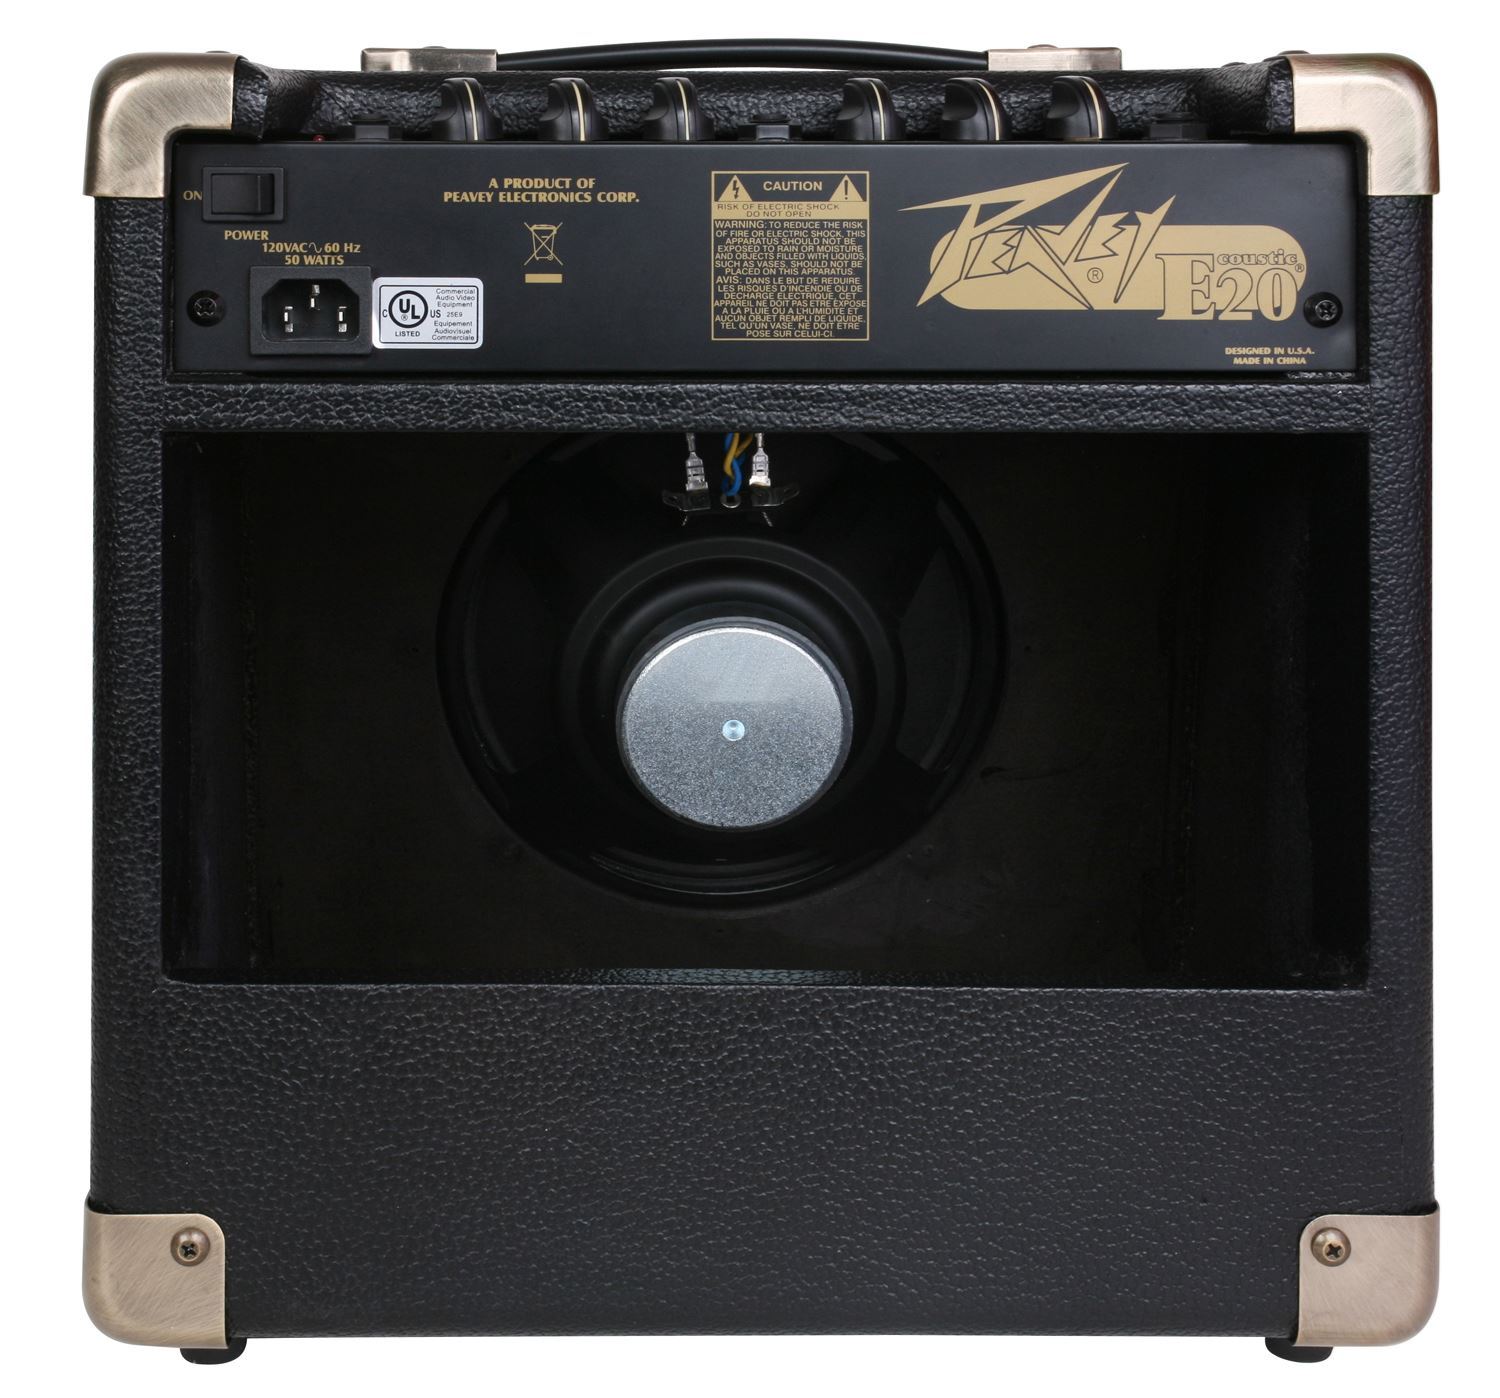 ON
POWER
120VAC∿60 Hz
50 WATTS
A PRODUCT OF
PEAVEY ELECTRONICS CORP.
C UL US
®
LISTED
Commercial
Audio Video
Equipment
25E9
Equipement
Audiovisuel
Commerciale
CAUTION
RISK OF ELECTRIC SHOCK
DO NOT OPEN
WARNING: TO REDUCE THE RISK
OF FIRE OR ELECTRIC SHOCK, THIS
APPARATUS SHOULD NOT BE
EXPOSED TO RAIN OR MOISTURE
AND OBJECTS FILLED WITH LIQUIDS,
SUCH AS VASES, SHOULD NOT BE
PLACED ON THIS APPARATUS.
AVIS: DANS LE BUT DE REDUIRE
LES RISQUES D'INCENDIE OU DE
DECHARGE ELECTRIQUE, CET
APPAREIL NE DOIT PAS ETRE EXPOSE
A LA PLUIE OU A L'HUMIDITE ET
AUCUN OBJET REMPLI DE LIQUIDE,
TEL QU'UN VASE, NE DOIT ETRE
POSE SUR CELUI-CI.
PEAVEY®
Ecoustic®
E20
DESIGNED IN U.S.A.
MADE IN CHINA